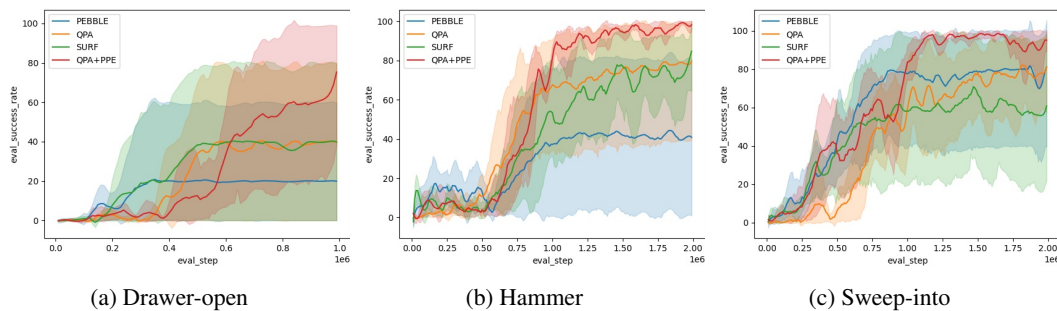 PEBBLE
QPA
SURF
QPA+PPE
100
80
60
40
20
0
eval_success_rate
0.0 0.2 0.4 0.6 0.8 1.0
1e6
eval_step
(a) Drawer-open
PEBBLE
QPA
SURF
QPA+PPE
100
80
60
40
20
0
eval_success_rate
0.00 0.25 0.50 0.75 1.00 1.25 1.50 1.75 2.00
1e6
eval_step
(b) Hammer
PEBBLE
QPA
SURF
QPA+PPE
100
80
60
40
20
0
eval_success_rate
0.00 0.25 0.50 0.75 1.00 1.25 1.50 1.75 2.00
1e6
eval_step
(c) Sweep-into